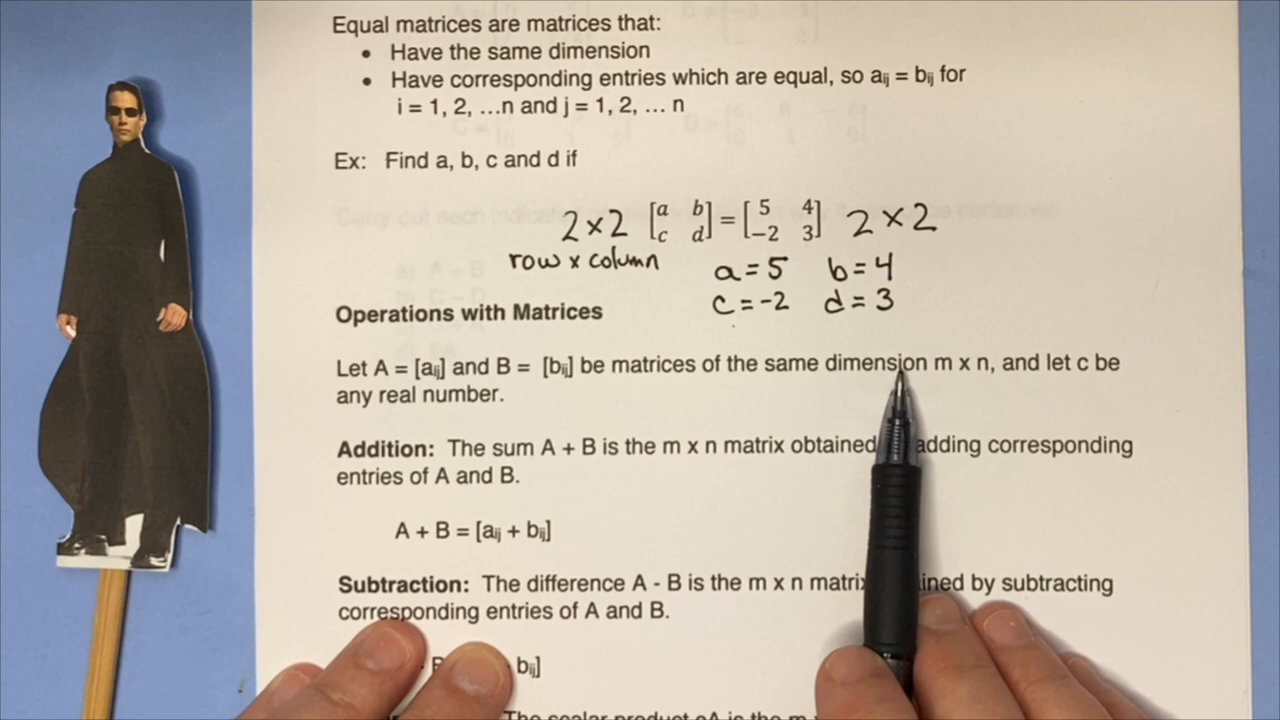 Equal matrices are matrices that:
• Have the same dimension
• Have corresponding entries which are equal, so aᵢⱼ = bᵢⱼ for
i = 1, 2, …n and j = 1, 2, … n
Ex: Find a, b, c and d if
2 × 2 [a b
c d] = [5 4
−2 3] 2 × 2
row × column
a = 5 b = 4
c = -2 d = 3
Operations with Matrices
Let A = [aᵢⱼ] and B = [bᵢⱼ] be matrices of the same dimension m x n, and let c be
any real number.
Addition: The sum A + B is the m x n matrix obtained adding corresponding
entries of A and B.
A + B = [aᵢⱼ + bᵢⱼ]
Subtraction: The difference A - B is the m x n by subtracting
corresponding entries of A and B.
bᵢⱼ]
The scalar product cA is the m